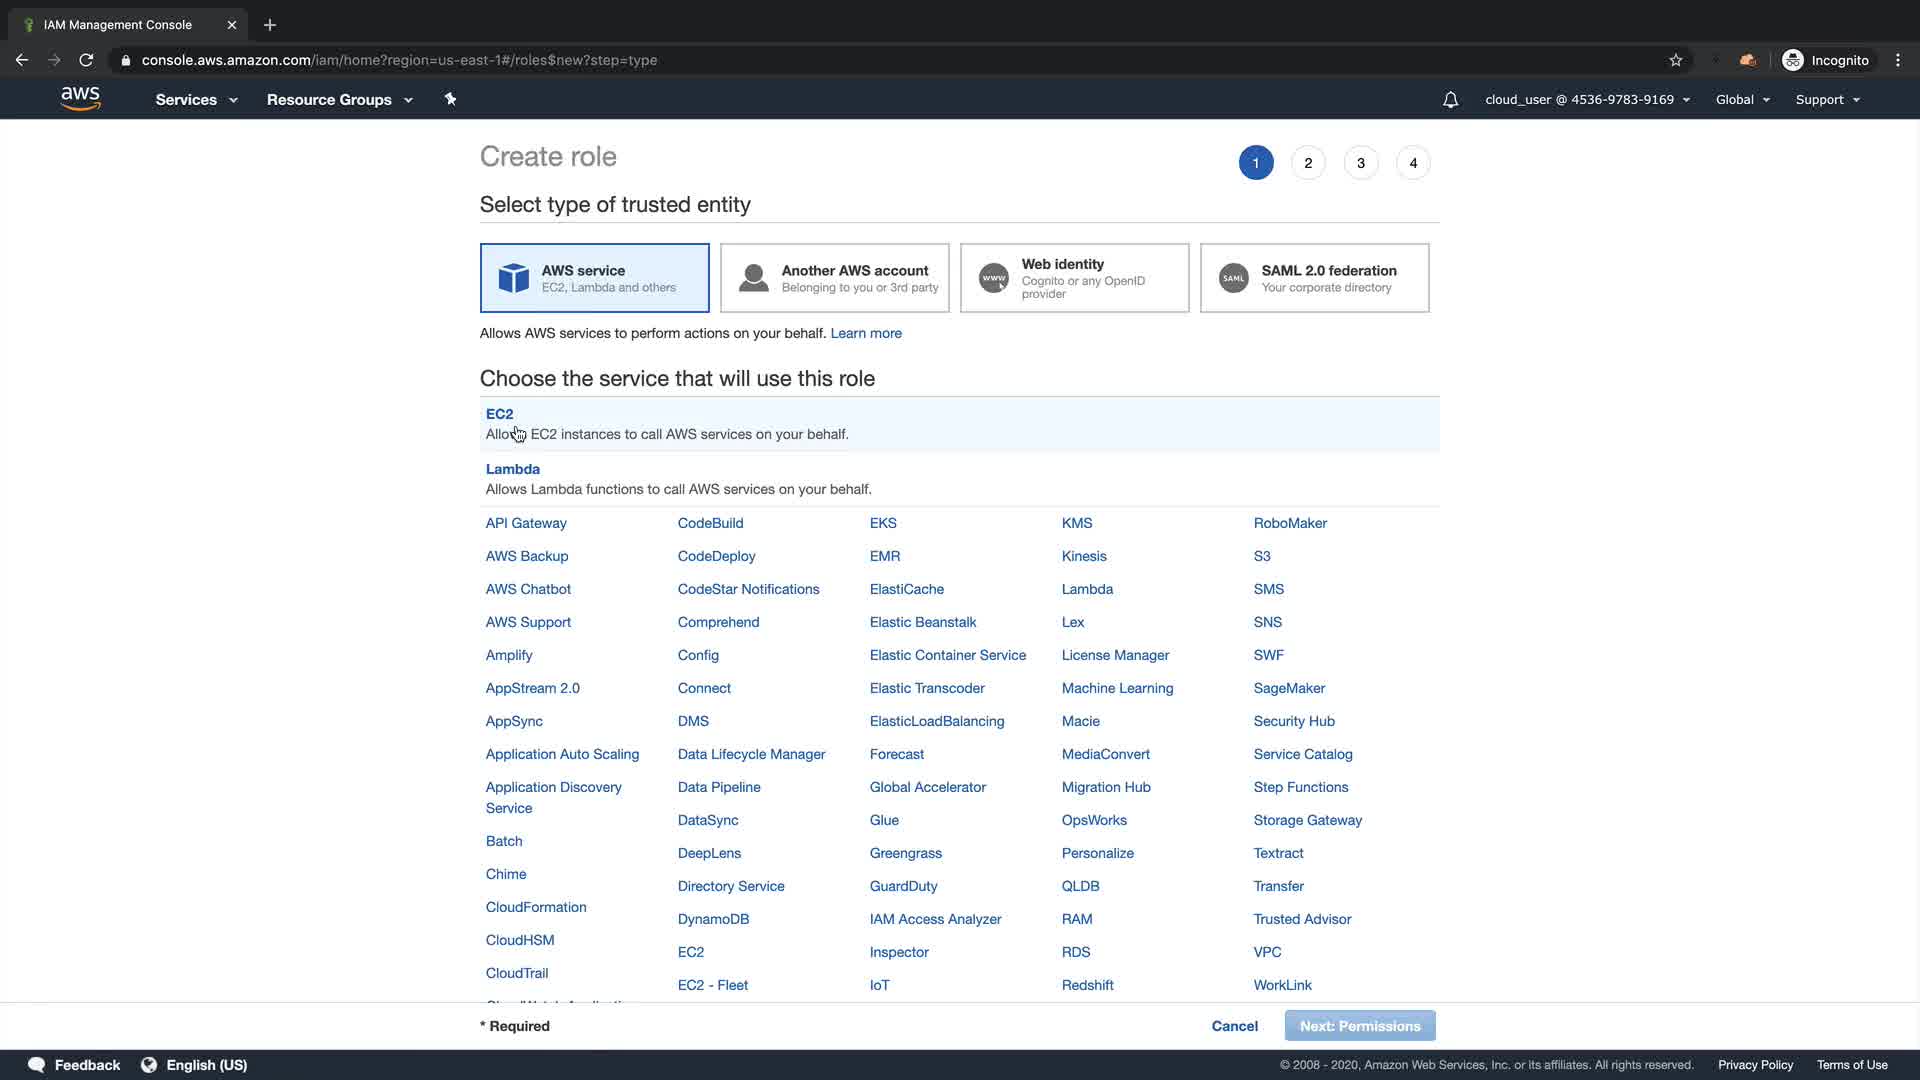 IAM Management Console
console.aws.amazon.com/iam/home?region=us-east-1#/roles$new?step=type
Incognito
aws
Services
Resource Groups
cloud_user @ 4536-9783-9169
Global
Support
Create role
1
2
3
4
Select type of trusted entity
AWS service
EC2, Lambda and others
Another AWS account
Belonging to you or 3rd party
www
Web identity
Cognito or any OpenID
provider
SAML
SAML 2.0 federation
Your corporate directory
Allows AWS services to perform actions on your behalf. Learn more
Choose the service that will use this role
EC2
Allows EC2 instances to call AWS services on your behalf.
Lambda
Allows Lambda functions to call AWS services on your behalf.
API Gateway
AWS Backup
AWS Chatbot
AWS Support
Amplify
AppStream 2.0
AppSync
Application Auto Scaling
Application Discovery
Service
Batch
Chime
CloudFormation
CloudHSM
CloudTrail
CodeBuild
CodeDeploy
CodeStar Notifications
Comprehend
Config
Connect
DMS
Data Lifecycle Manager
Data Pipeline
DataSync
DeepLens
Directory Service
DynamoDB
EC2
EC2 - Fleet
EKS
EMR
ElastiCache
Elastic Beanstalk
Elastic Container Service
Elastic Transcoder
ElasticLoadBalancing
Forecast
Global Accelerator
Glue
Greengrass
GuardDuty
IAM Access Analyzer
Inspector
IoT
KMS
Kinesis
Lambda
Lex
License Manager
Machine Learning
Macie
MediaConvert
Migration Hub
OpsWorks
Personalize
QLDB
RAM
RDS
Redshift
RoboMaker
S3
SMS
SNS
SWF
SageMaker
Security Hub
Service Catalog
Step Functions
Storage Gateway
Textract
Transfer
Trusted Advisor
VPC
WorkLink
* Required
Cancel
Next: Permissions
Feedback
English (US)
© 2008 - 2020, Amazon Web Services, Inc. or its affiliates. All rights reserved.
Privacy Policy
Terms of Use